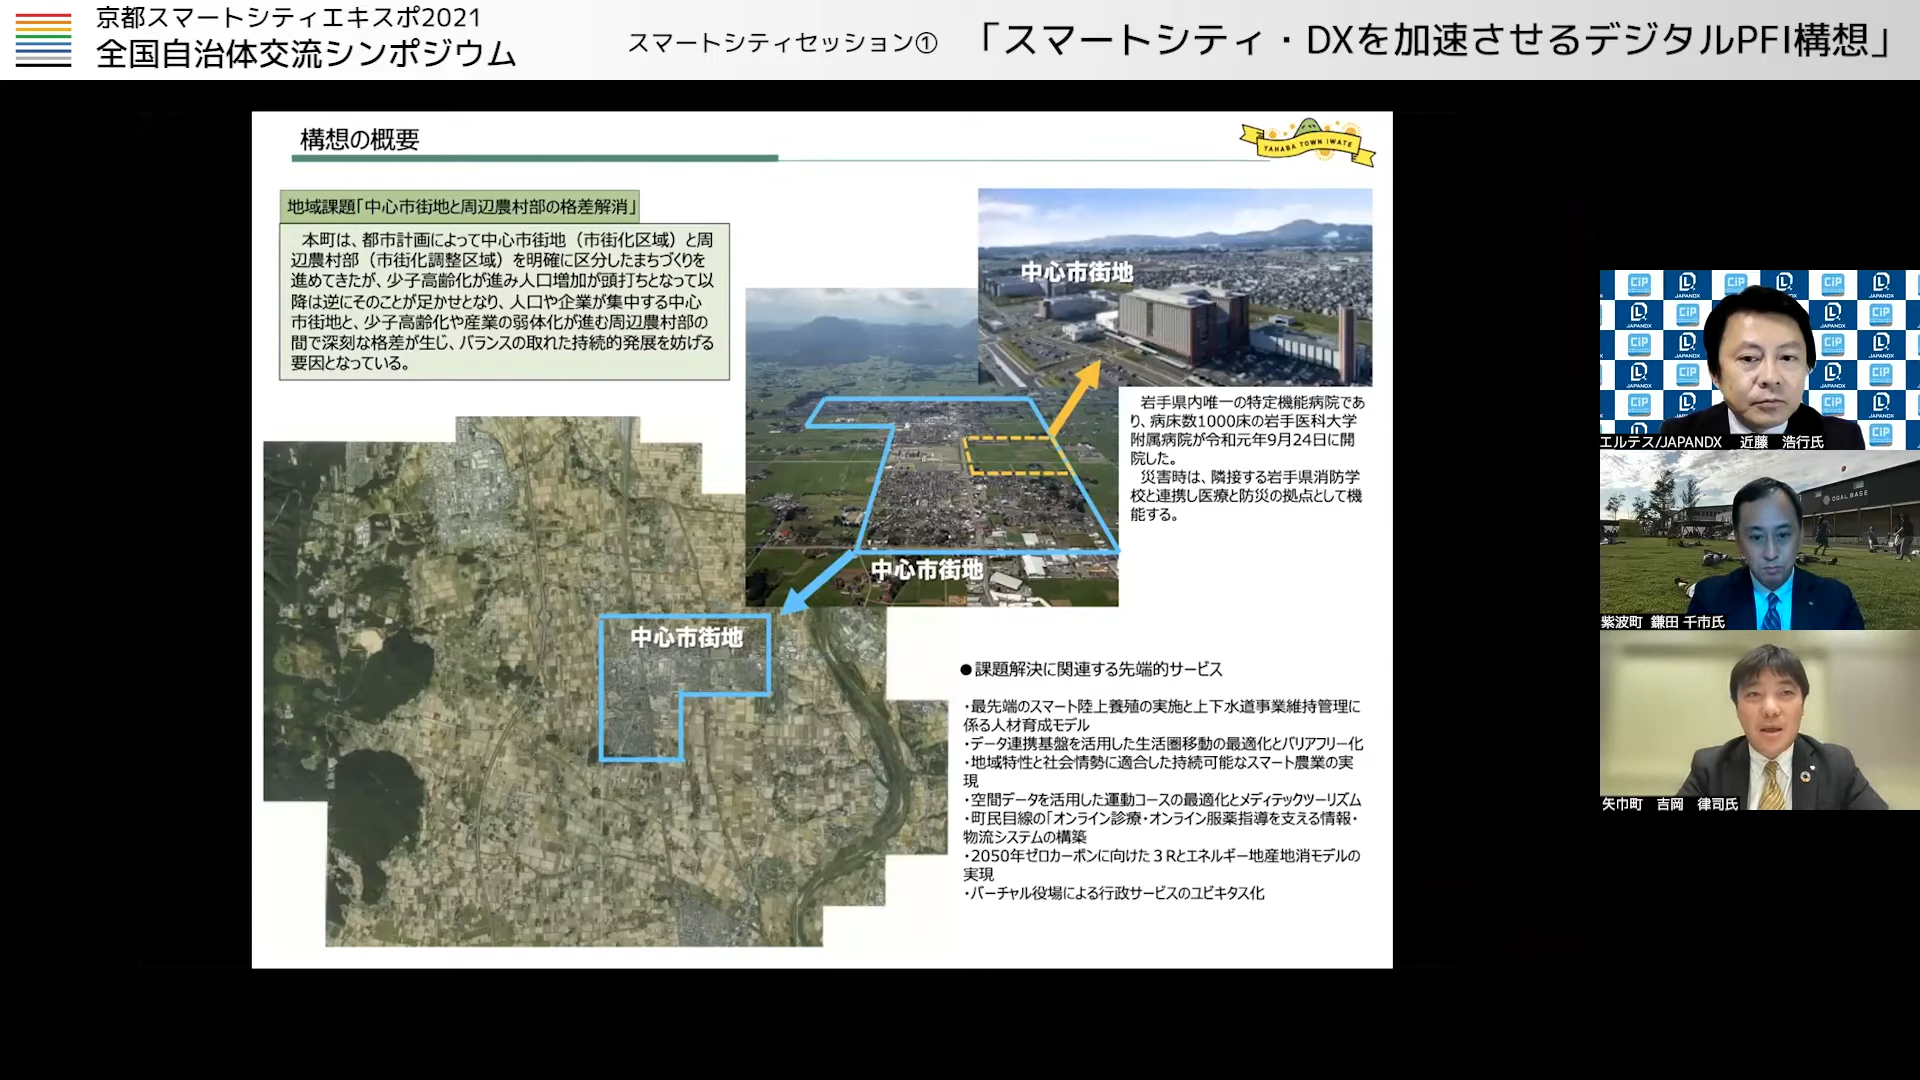 京都スマートシティエキスポ2021
全国自治体交流シンポジウム
スマートシティセッション①
「スマートシティ・DXを加速させるデジタルPFI構想」
構想の概要
YAHABA TOWN IWATE
地域課題「中心市街地と周辺農村部の格差解消」
本町は、都市計画によって中心市街地（市街化区域）と周
辺農村部（市街化調整区域）を明確に区分したまちづくりを
進めてきたが、少子高齢化が進み人口増加が頭打ちとなって以
降は逆にそのことが足かせとなり、人口や企業が集中する中心
市街地と、少子高齢化や産業の弱体化が進む周辺農村部の
間で深刻な格差が生じ、バランスの取れた持続的発展を妨げる
要因となっている。
中心市街地
岩手県内唯一の特定機能病院であ
り、病床数1000床の岩手医科大学
附属病院が令和元年9月24日に開
院した。
災害時は、隣接する岩手県消防学
校と連携し医療と防災の拠点として機
能する。
中心市街地
中心市街地
●課題解決に関連する先端的サービス
・最先端のスマート陸上養殖の実施と上下水道事業維持管理に
係る人材育成モデル
・データ連携基盤を活用した生活圏移動の最適化とバリアフリー化
・地域特性と社会情勢に適合した持続可能なスマート農業の実
現
・空間データを活用した運動コースの最適化とメディテックツーリズム
・町民目線の「オンライン診療・オンライン服薬指導を支える情報・
物流システムの構築
・2050年ゼロカーボンに向けた３Rとエネルギー地産地消モデルの
実現
・バーチャル役場による行政サービスのユビキタス化
CiP
JAPANDX
エルテス/JAPANDX 近藤 浩行氏
OGAL BASE
紫波町 鎌田 千市氏
矢巾町 吉岡 律司氏